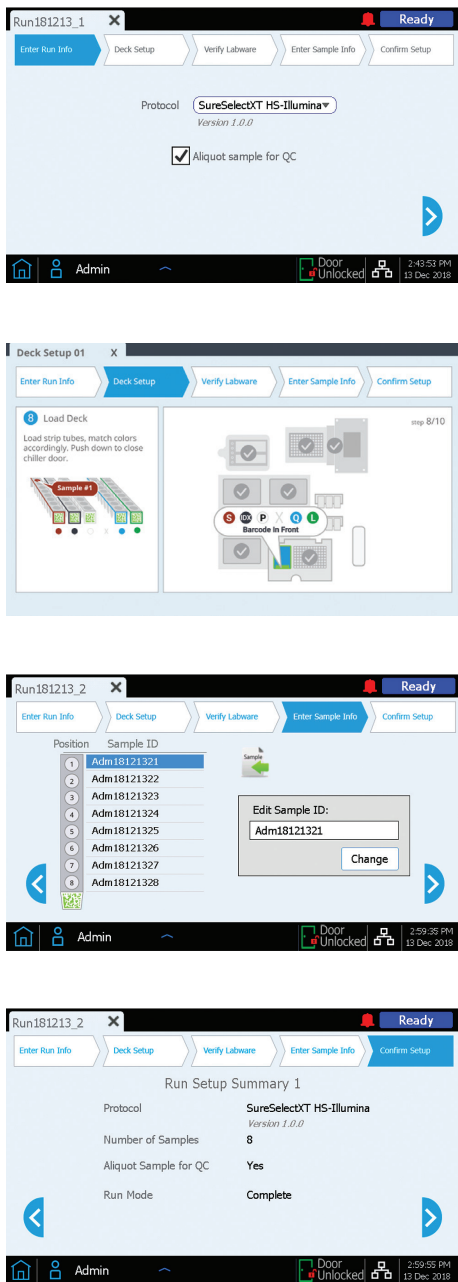 Run181213_1 X Ready
Enter Run Info Deck Setup Verify Labware Enter Sample Info Confirm Setup
Protocol SureSelectXT HS-Illumina
Version 1.0.0
Aliquot sample for QC
Admin Door Unlocked 2:43:53 PM
13 Dec 2018
Deck Setup 01 X
Enter Run Info Deck Setup Verify Labware Enter Sample Info Confirm Setup
8 Load Deck
Load strip tubes, match colors
accordingly. Push down to close
chiller door.
Sample #1
X
step 8/10
S IDX P X Q L
Barcode In Front
Run181213_2 X Ready
Enter Run Info Deck Setup Verify Labware Enter Sample Info Confirm Setup
Position Sample ID
1 Adm18121321
2 Adm18121322
3 Adm18121323
4 Adm18121324
5 Adm18121325
6 Adm18121326
7 Adm18121327
8 Adm18121328
Sample
Edit Sample ID:
Adm18121321
Change
Admin Door Unlocked 2:59:35 PM
13 Dec 2018
Run181213_2 X Ready
Enter Run Info Deck Setup Verify Labware Enter Sample Info Confirm Setup
Run Setup Summary 1
Protocol SureSelectXT HS-Illumina
Version 1.0.0
Number of Samples 8
Aliquot Sample for QC Yes
Run Mode Complete
Admin Door Unlocked 2:59:55 PM
13 Dec 2018